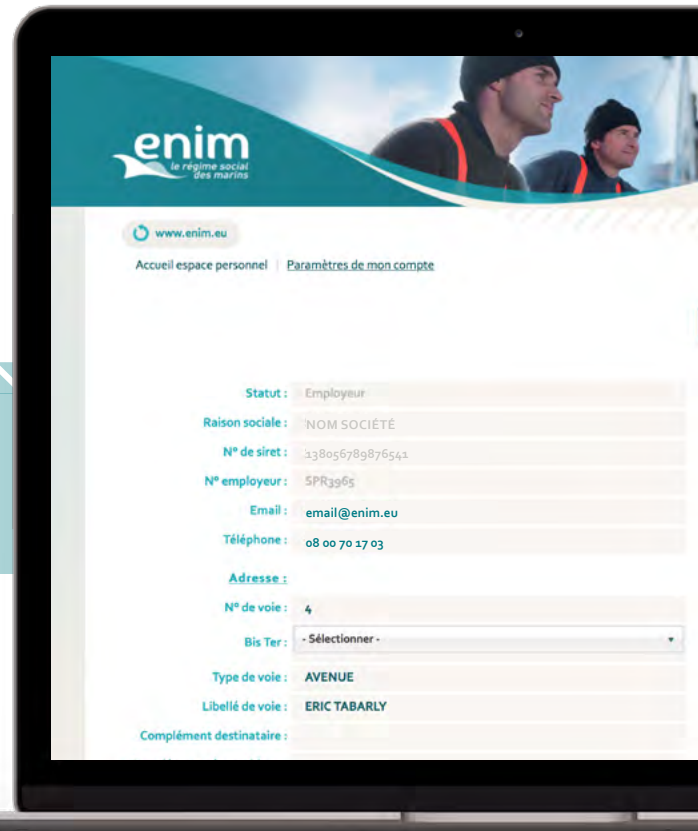 enim
le régime social
des marins
www.enim.eu
Accueil espace personnel | Paramètres de mon compte
Statut : Employeur
Raison sociale : NOM SOCIÉTÉ
N° de siret : 138056789876541
N° employeur : SPR3965
Email : email@enim.eu
Téléphone : 08 00 70 17 03
Adresse :
N° de voie : 4
Bis Ter : - Sélectionner -
Type de voie : AVENUE
Libellé de voie : ERIC TABARLY
Complément destinataire :